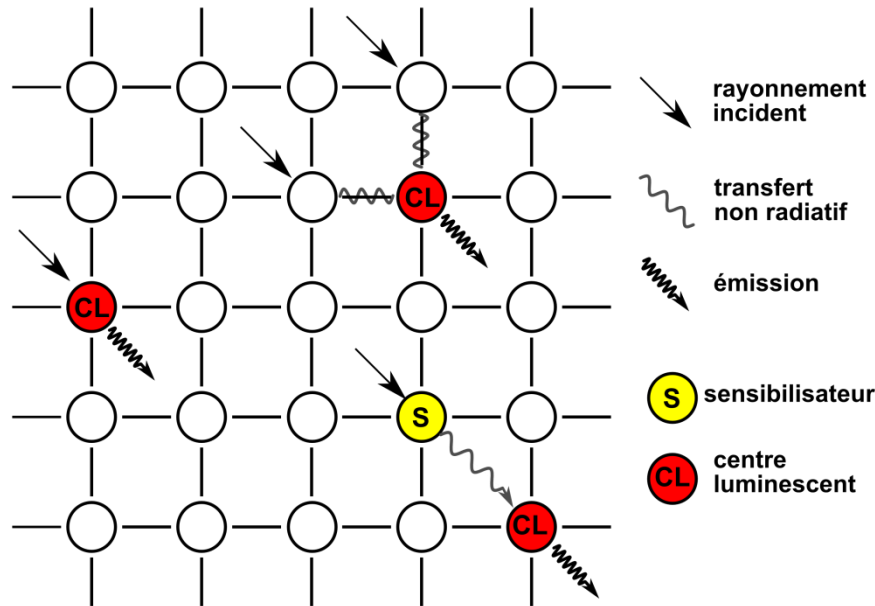 rayonnement
incident
CL
transfert
non radiatif
CL
émission
S
S
sensibilisateur
CL
centre
luminescent
CL